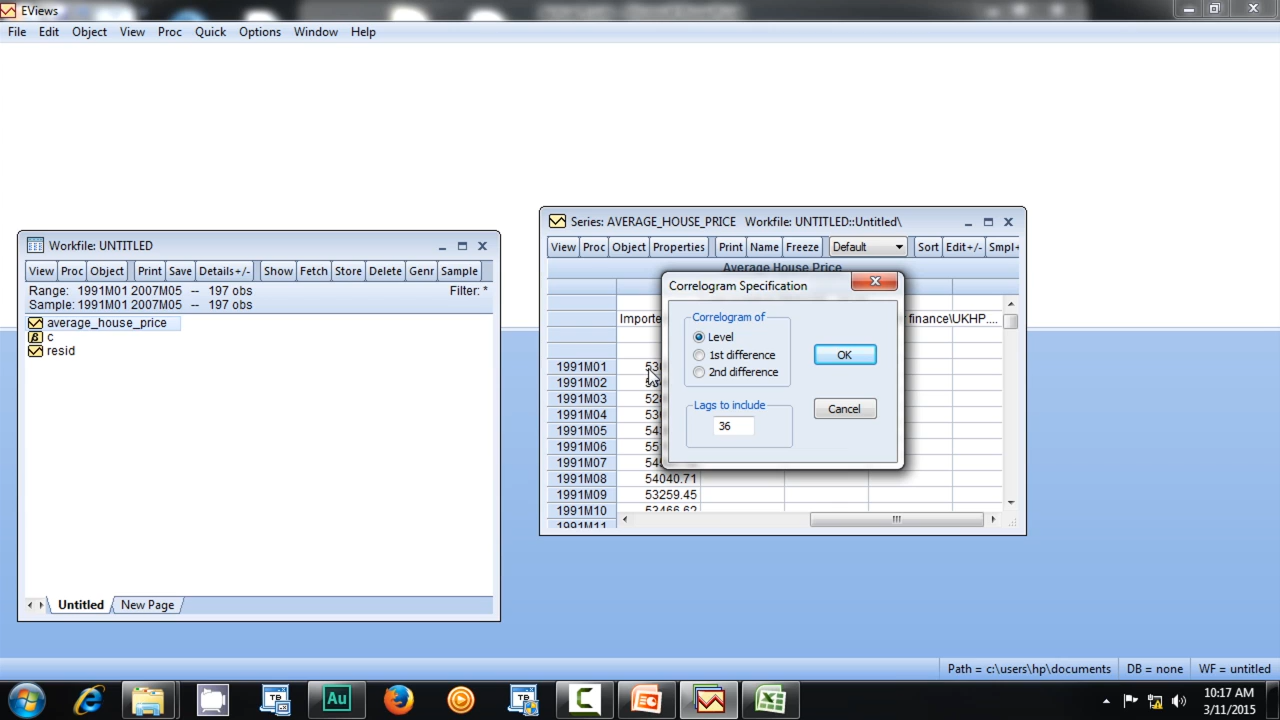 EViews
File Edit Object View Proc Quick Options Window Help
Series: AVERAGE_HOUSE_PRICE Workfile: UNTITLED::Untitled\
View Proc Object Properties Print Name Freeze Default Sort Edit+/- Smpl+
Average House Price
Workfile: UNTITLED
View Proc Object Print Save Details+/- Show Fetch Store Delete Genr Sample
Range: 1991M01 2007M05 -- 197 obs Filter: *
Sample: 1991M01 2007M05 -- 197 obs
average_house_price
c
resid
Untitled New Page
Correlogram Specification
Correlogram of
Level
1st difference
2nd difference
Lags to include
36
OK
Cancel
finance\UKHP....
1991M01
1991M02
1991M03
1991M04
1991M05
1991M06
1991M07
1991M08 54040.71
1991M09 53259.45
1991M10 53466.62
1991M11
Path = c:\users\hp\documents DB = none WF = untitled
Au
10:17 AM
3/11/2015